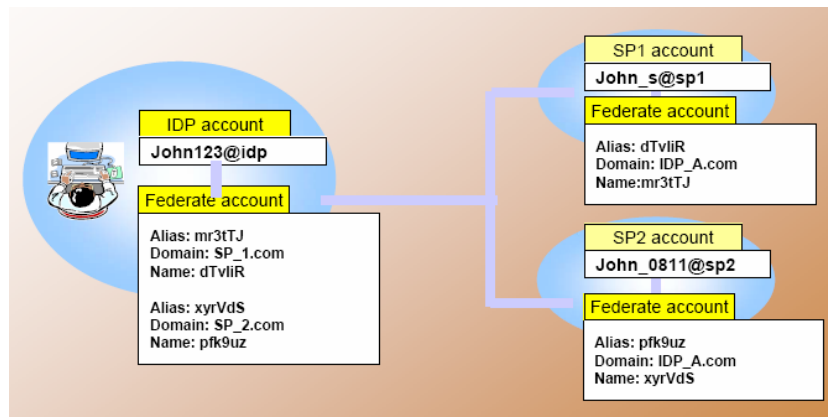 IDP account
John123@idp
Federate account
Alias: mr3tTJ
Domain: SP_1.com
Name: dTvIiR
Alias: xyrVdS
Domain: SP_2.com
Name: pfk9uz
SP1 account
John_s@sp1
Federate account
Alias: dTvIiR
Domain: IDP_A.com
Name:mr3tTJ
SP2 account
John_0811@sp2
Federate account
Alias: pfk9uz
Domain: IDP_A.com
Name: xyrVdS